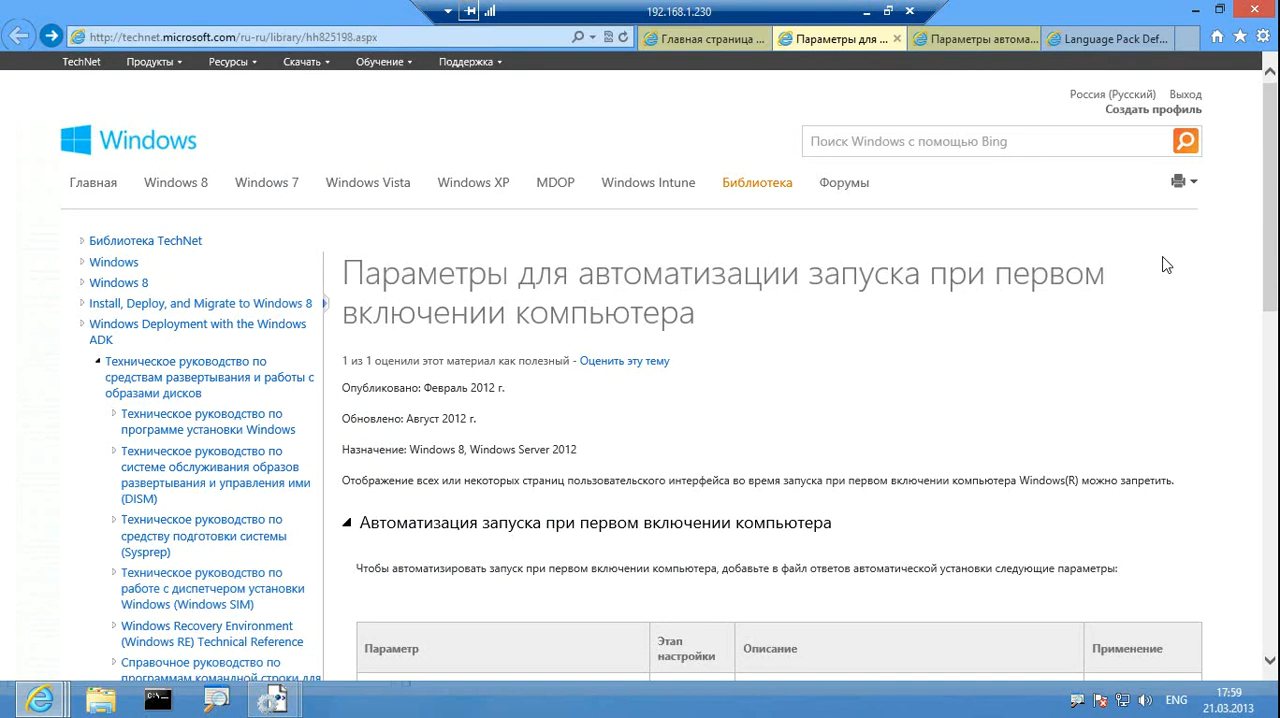 192.168.1.230
http://technet.microsoft.com/ru-ru/library/hh825198.aspx
Главная страница ...
Параметры для ...
Параметры автома...
Language Pack Def...
TechNet Продукты Ресурсы Скачать Обучение Поддержка
Россия (Русский) Выход
Создать профиль
Windows
Поиск Windows с помощью Bing
Главная Windows 8 Windows 7 Windows Vista Windows XP MDOP Windows Intune Библиотека Форумы
Библиотека TechNet
Windows
Windows 8
Install, Deploy, and Migrate to Windows 8
Windows Deployment with the Windows
ADK
Техническое руководство по
средствам развертывания и работы с
образами дисков
Техническое руководство по
программе установки Windows
Техническое руководство по
системе обслуживания образов
развертывания и управления ими
(DISM)
Техническое руководство по
средству подготовки системы
(Sysprep)
Техническое руководство по
работе с диспетчером установки
Windows (Windows SIM)
Windows Recovery Environment
(Windows RE) Technical Reference
Справочное руководство по
программам командной строки для
Параметры для автоматизации запуска при первом
включении компьютера
1 из 1 оценили этот материал как полезный - Оценить эту тему
Опубликовано: Февраль 2012 г.
Обновлено: Август 2012 г.
Назначение: Windows 8, Windows Server 2012
Отображение всех или некоторых страниц пользовательского интерфейса во время запуска при первом включении компьютера Windows(R) можно запретить.
Автоматизация запуска при первом включении компьютера
Чтобы автоматизировать запуск при первом включении компьютера, добавьте в файл ответов автоматической установки следующие параметры:
Параметр
Этап
настройки
Описание
Применение
ENG
17:59
21.03.2013